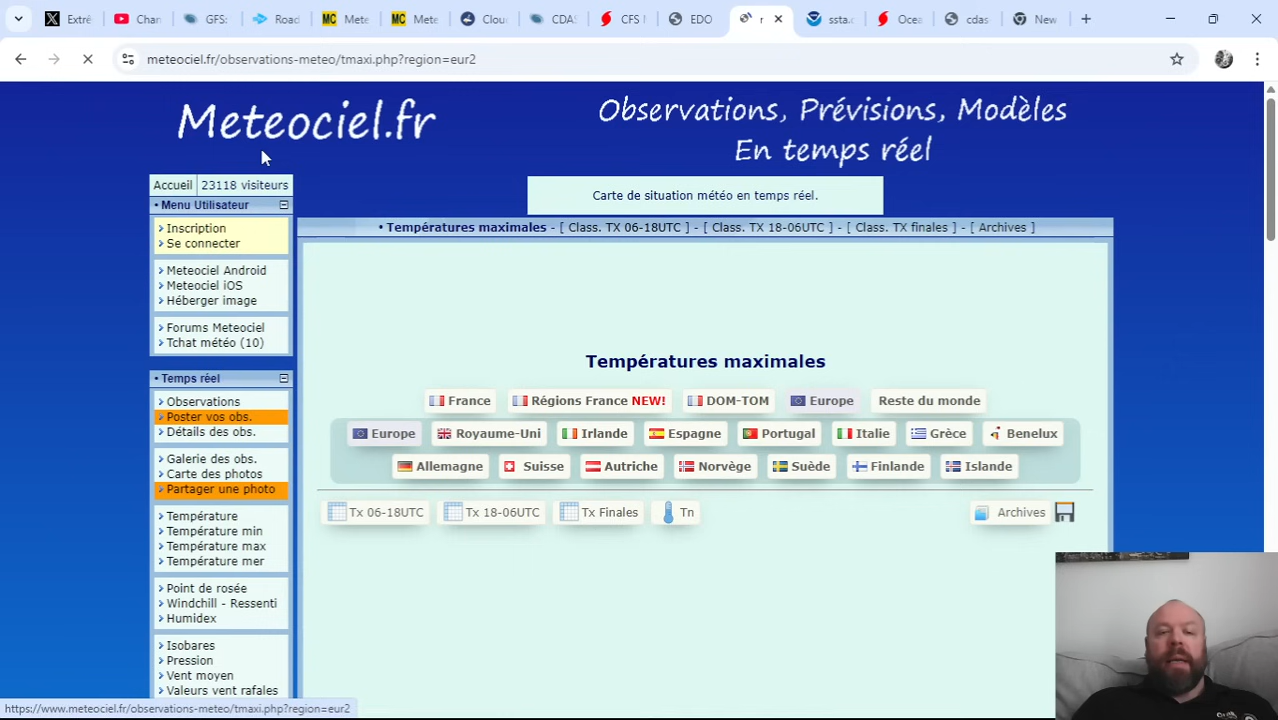 Extrê
Chan
GFS:
Road
Mete
Mete
Clou
CDAS
CFS
EDO
r
ssta.
Ocea
cdas
New
meteociel.fr/observations-meteo/tmaxi.php?region=eur2
Meteociel.fr
Observations, Prévisions, Modèles
En temps réel
Carte de situation météo en temps réel.
Accueil 23118 visiteurs
• Menu Utilisateur
Inscription
Se connecter
Meteociel Android
Meteociel iOS
Héberger image
Forums Meteociel
Tchat météo (10)
• Temps réel
Observations
Poster vos obs.
Détails des obs.
Galerie des obs.
Carte des photos
Partager une photo
Température
Température min
Température max
Température mer
Point de rosée
Windchill - Ressenti
Humidex
Isobares
Pression
Vent moyen
Valeurs vent rafales
• Températures maximales - [ Class. TX 06-18UTC ] - [ Class. TX 18-06UTC ] - [ Class. TX finales ] - [ Archives ]
Températures maximales
France Régions France NEW! DOM-TOM Europe Reste du monde
Europe Royaume-Uni Irlande Espagne Portugal Italie Grèce Benelux
Allemagne Suisse Autriche Norvège Suède Finlande Islande
Tx 06-18UTC Tx 18-06UTC Tx Finales Tn Archives
https://www.meteociel.fr/observations-meteo/tmaxi.php?region=eur2